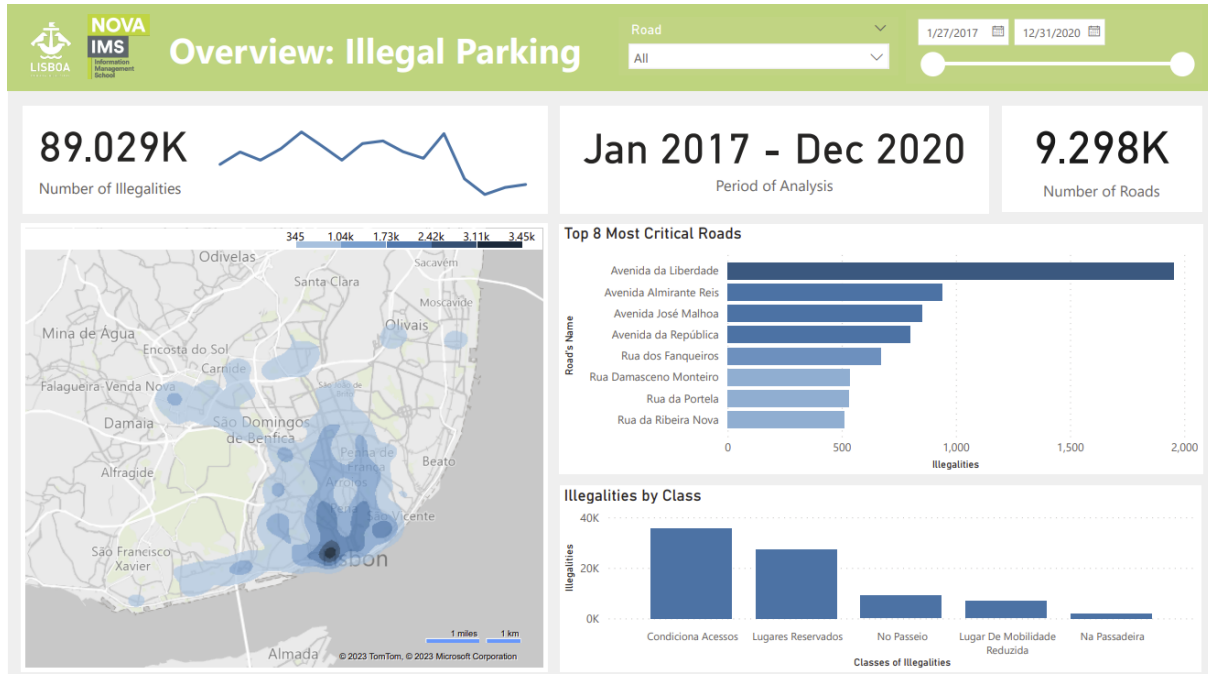 LISBOA
NOVA
IMS
Information
Management
School
Overview: Illegal Parking
Road
All
1/27/2017
12/31/2020
89.029K
Number of Illegalities
Jan 2017 - Dec 2020
Period of Analysis
9.298K
Number of Roads
345 1.04k 1.73k 2.42k 3.11k 3.45k
Odivelas
Sacavém
Santa Clara
Moscavide
Olivais
Mina de Água
Encosta do Sol
Carnide
Falagueira-Venda Nova
São Domingos
de Benfica
Damaia
Penha de
França
Beato
Alfragide
Arroios
São Vicente
São Francisco
Xavier
Lisbon
1 miles 1 km
Almada
© 2023 TomTom, © 2023 Microsoft Corporation
Top 8 Most Critical Roads
Road's Name
Avenida da Liberdade
Avenida Almirante Reis
Avenida José Malhoa
Avenida da República
Rua dos Fanqueiros
Rua Damasceno Monteiro
Rua da Portela
Rua da Ribeira Nova
0 500 1,000 1,500 2,000
Illegalities
Illegalities by Class
Illegalities
40K
20K
0K
Condiciona Acessos
Lugares Reservados
No Passeio
Lugar De Mobilidade
Reduzida
Na Passadeira
Classes of Illegalities